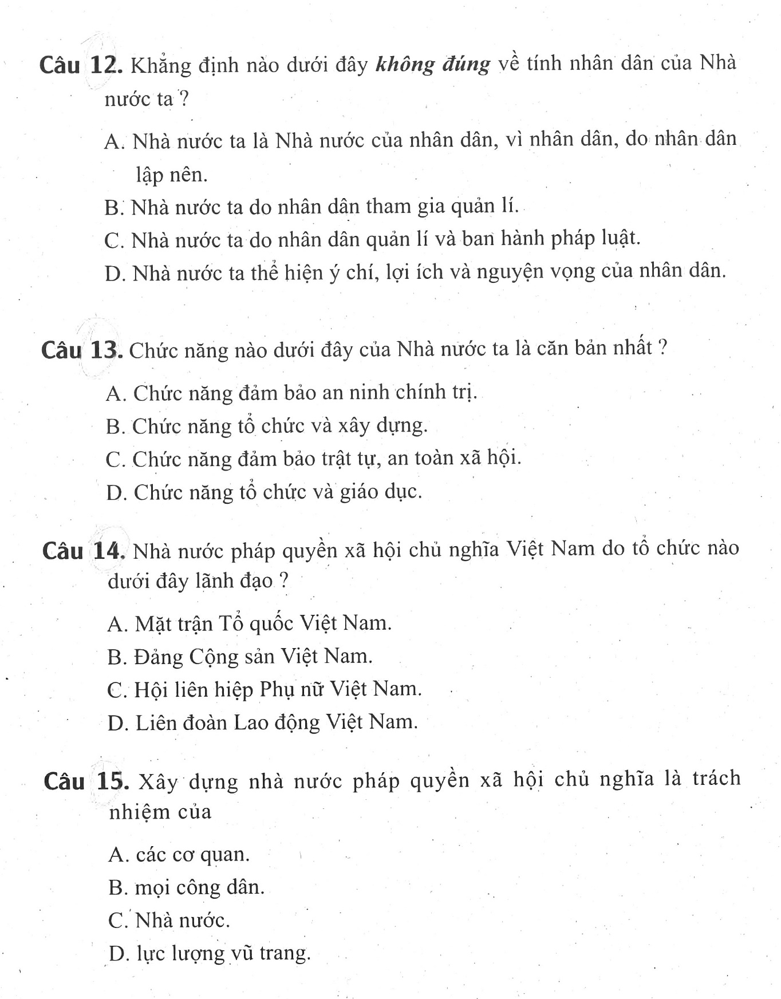 Câu 12. Khẳng định nào dưới đây không đúng về tính nhân dân của Nhà
nước ta ?
A. Nhà nước ta là Nhà nước của nhân dân, vì nhân dân, do nhân dân
lập nên.
B. Nhà nước ta do nhân dân tham gia quản lí.
C. Nhà nước ta do nhân dân quản lí và ban hành pháp luật.
D. Nhà nước ta thể hiện ý chí, lợi ích và nguyện vọng của nhân dân.
Câu 13. Chức năng nào dưới đây của Nhà nước ta là căn bản nhất ?
A. Chức năng đảm bảo an ninh chính trị.
B. Chức năng tổ chức và xây dựng.
C. Chức năng đảm bảo trật tự, an toàn xã hội.
D. Chức năng tổ chức và giáo dục.
Câu 14. Nhà nước pháp quyền xã hội chủ nghĩa Việt Nam do tổ chức nào
dưới đây lãnh đạo ?
A. Mặt trận Tổ quốc Việt Nam.
B. Đảng Cộng sản Việt Nam.
C. Hội liên hiệp Phụ nữ Việt Nam.
D. Liên đoàn Lao động Việt Nam.
Câu 15. Xây dựng nhà nước pháp quyền xã hội chủ nghĩa là trách
nhiệm của
A. các cơ quan.
B. mọi công dân.
C. Nhà nước.
D. lực lượng vũ trang.